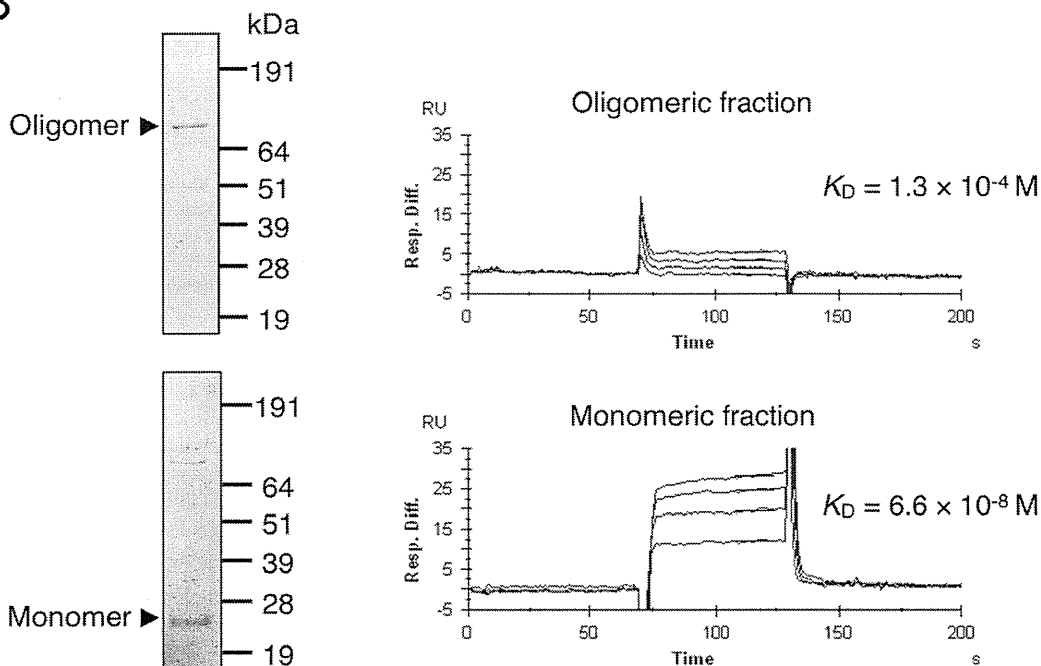 kDa
191
Oligomer
64
51
39
28
19
Oligomeric fraction
RU
35
25
15
5
-5
Resp. Diff.
0 50 100 150 200
Time s
KD = 1.3 × 10-4 M
191
64
51
39
28
Monomer
19
Monomeric fraction
RU
35
25
15
5
-5
Resp. Diff.
0 50 100 150 200
Time s
KD = 6.6 × 10-8 M